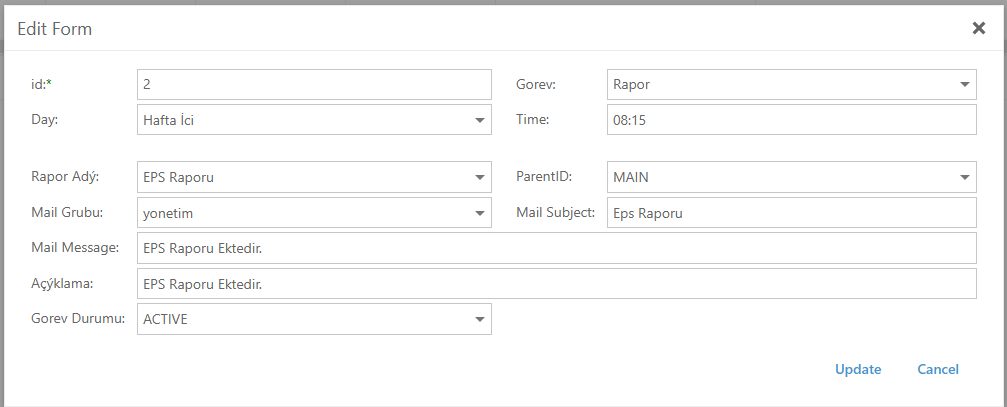 Edit Form
id:* 2 Gorev: Rapor
Day: Hafta İci Time: 08:15
Rapor Adý: EPS Raporu ParentID: MAIN
Mail Grubu: yonetim Mail Subject: Eps Raporu
Mail Message: EPS Raporu Ektedir.
Açýklama: EPS Raporu Ektedir.
Gorev Durumu: ACTIVE
Update Cancel